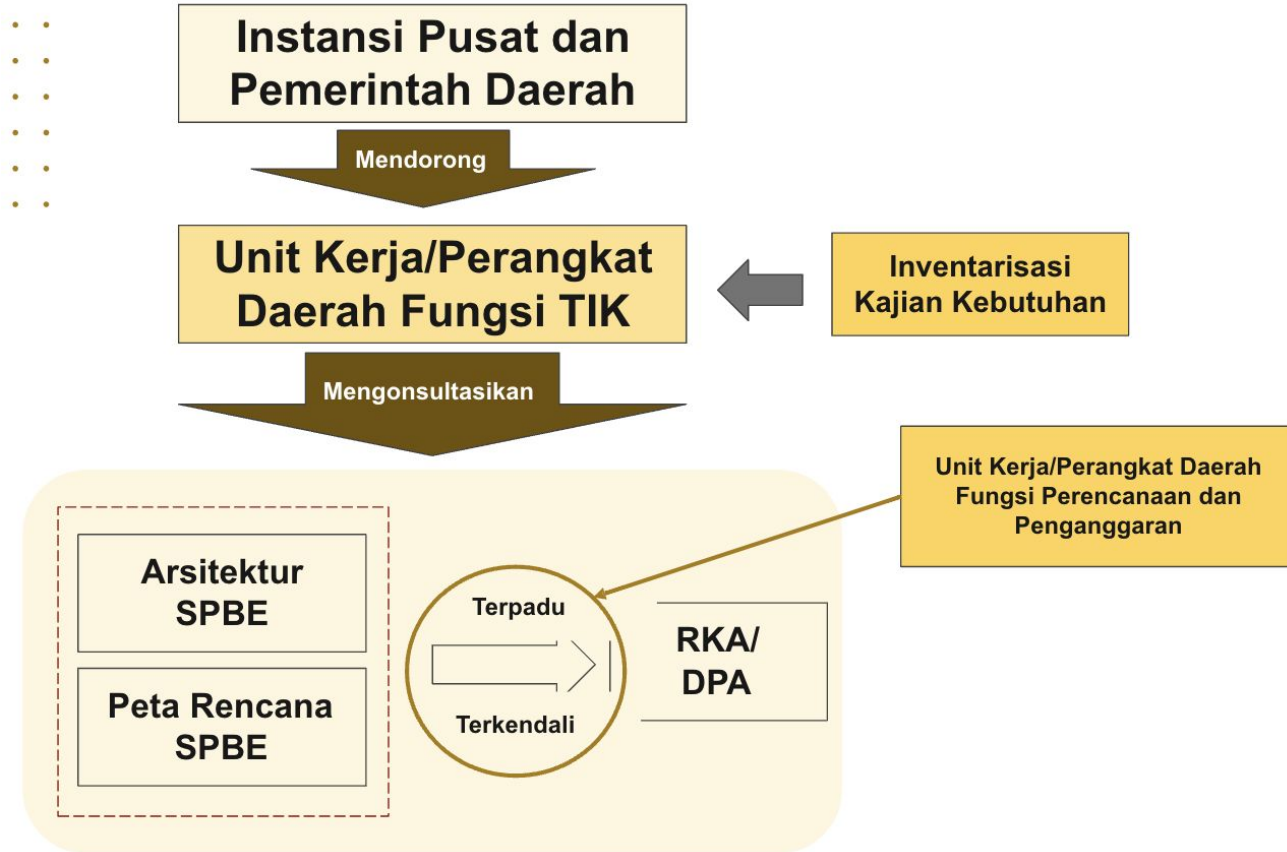 Instansi Pusat dan
Pemerintah Daerah
Mendorong
Unit Kerja/Perangkat
Daerah Fungsi TIK
Inventarisasi
Kajian Kebutuhan
Mengonsultasikan
Unit Kerja/Perangkat Daerah
Fungsi Perencanaan dan
Penganggaran
Arsitektur
SPBE
Peta Rencana
SPBE
Terpadu
Terkendali
RKA/
DPA